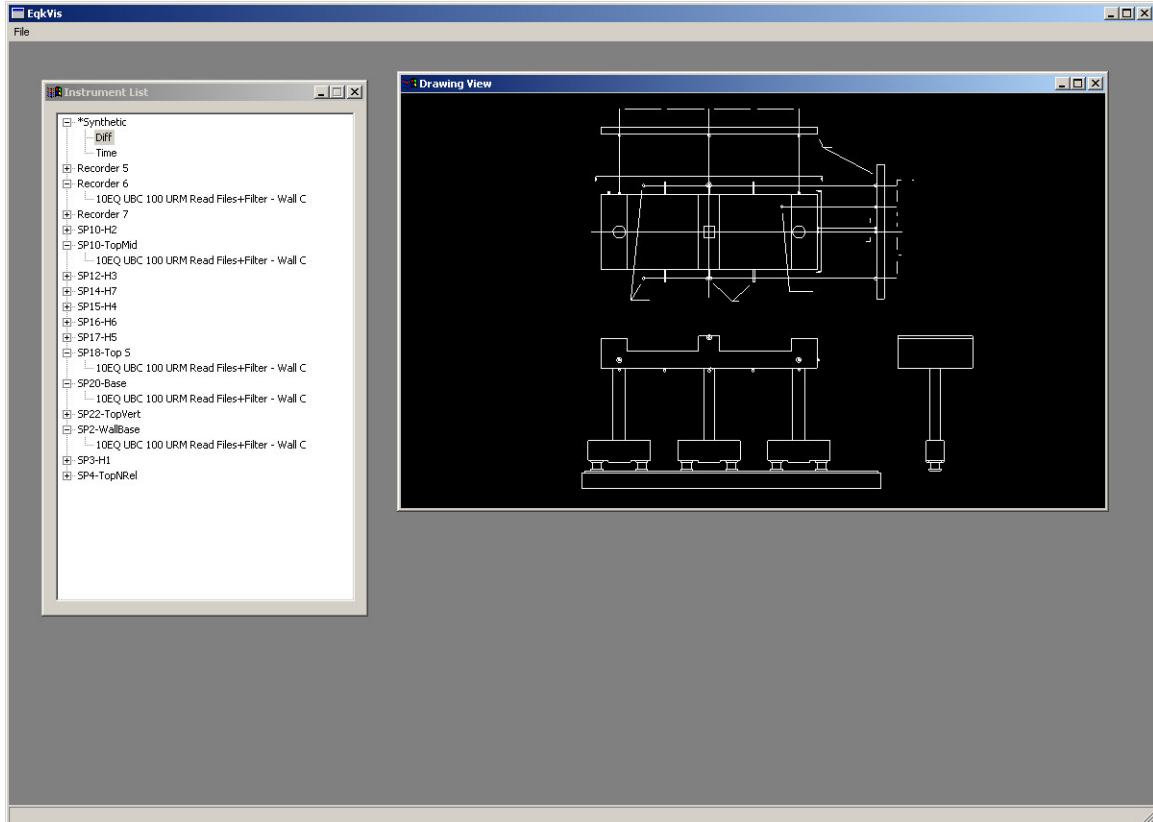 EqkVis
File
Instrument List
*Synthetic
Diff
Time
Recorder 5
Recorder 6
10EQ UBC 100 URM Read Files+Filter - Wall C
Recorder 7
SP10-H2
SP10-TopMid
10EQ UBC 100 URM Read Files+Filter - Wall C
SP12-H3
SP14-H7
SP15-H4
SP16-H6
SP17-H5
SP18-Top S
10EQ UBC 100 URM Read Files+Filter - Wall C
SP20-Base
10EQ UBC 100 URM Read Files+Filter - Wall C
SP22-TopVert
SP2-WallBase
10EQ UBC 100 URM Read Files+Filter - Wall C
SP3-H1
SP4-TopNRel
Drawing View